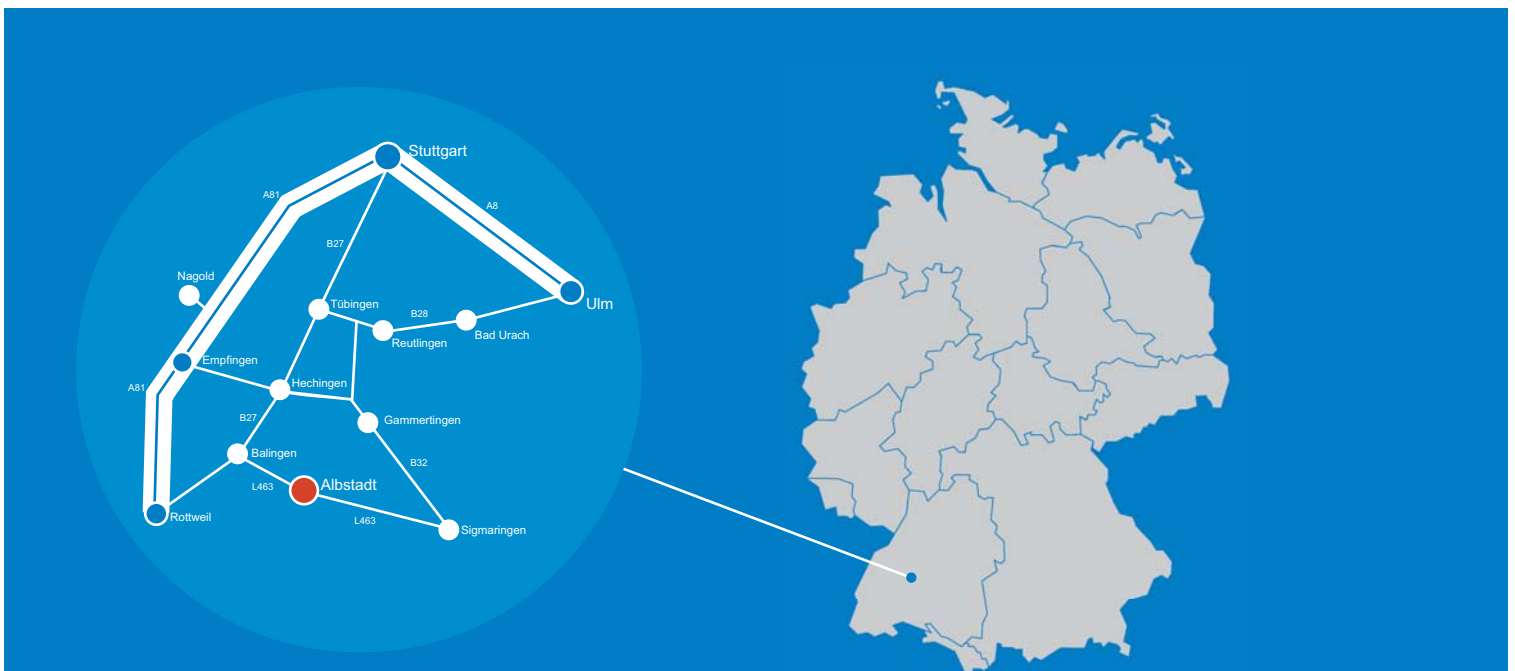 Stuttgart
A81
A8
B27
Nagold
Tübingen
Ulm
B28
Bad Urach
Reutlingen
Empfingen
Hechingen
A81
B27
Gammertingen
Balingen
B32
L463
Albstadt
Rottweil
L463
Sigmaringen